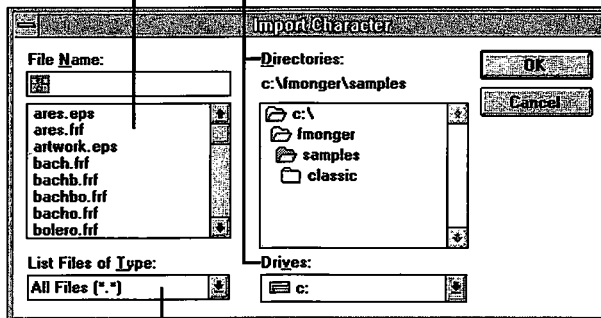 Import Character
File Name:
Directories:
OK
c:\fmonger\samples
Cancel
ares.eps
ares.frf
artwork.eps
bach.frf
bachb.frf
bachbo.frf
bacho.frf
bolero.frf
c:\
fmonger
samples
classic
List Files of Type:
Drives:
All Files (*.*)
c: